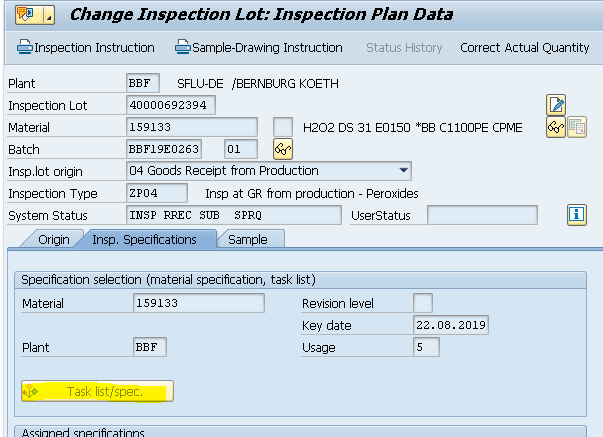 Change Inspection Lot: Inspection Plan Data
Inspection Instruction Sample-Drawing Instruction Status History Correct Actual Quantity
Plant BBF SFLU-DE /BERNBURG KOETH
Inspection Lot 40000692394
Material 159133 H2O2 DS 31 E0150 *BB C1100PE CPME
Batch BBF19E0263 01
Insp.lot origin 04 Goods Receipt from Production
Inspection Type ZP04 Insp at GR from production - Peroxides
System Status INSP RREC SUB SPRQ UserStatus
Origin Insp. Specifications Sample
Specification selection (material specification, task list)
Material 159133 Revision level
Key date 22.08.2019
Plant BBF Usage 5
Task list/spec.
Assigned specifications